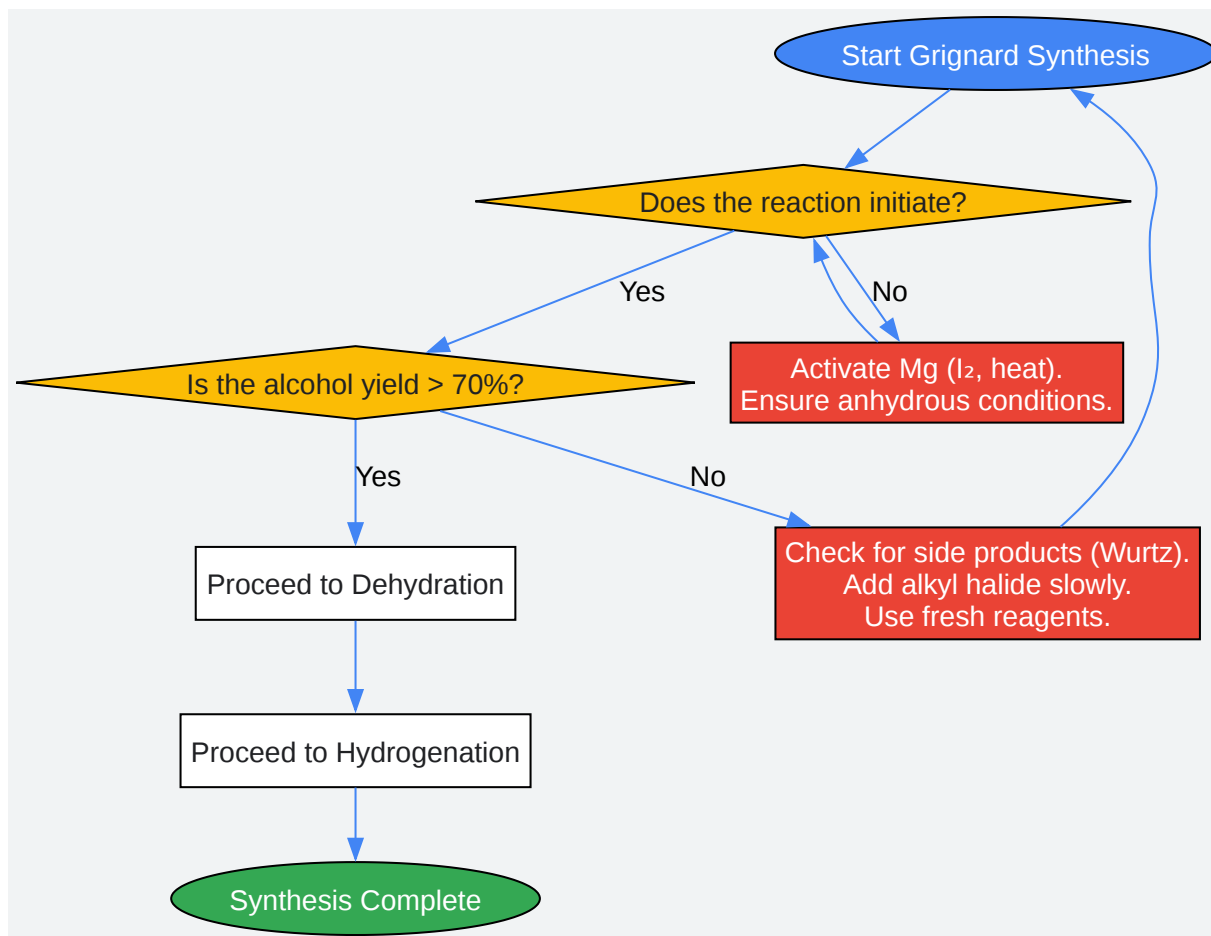 Start Grignard Synthesis
Does the reaction initiate?
Yes
No
Activate Mg (I₂, heat).
Ensure anhydrous conditions.
Is the alcohol yield > 70%?
Yes
No
Check for side products (Wurtz).
Add alkyl halide slowly.
Use fresh reagents.
Proceed to Dehydration
Proceed to Hydrogenation
Synthesis Complete